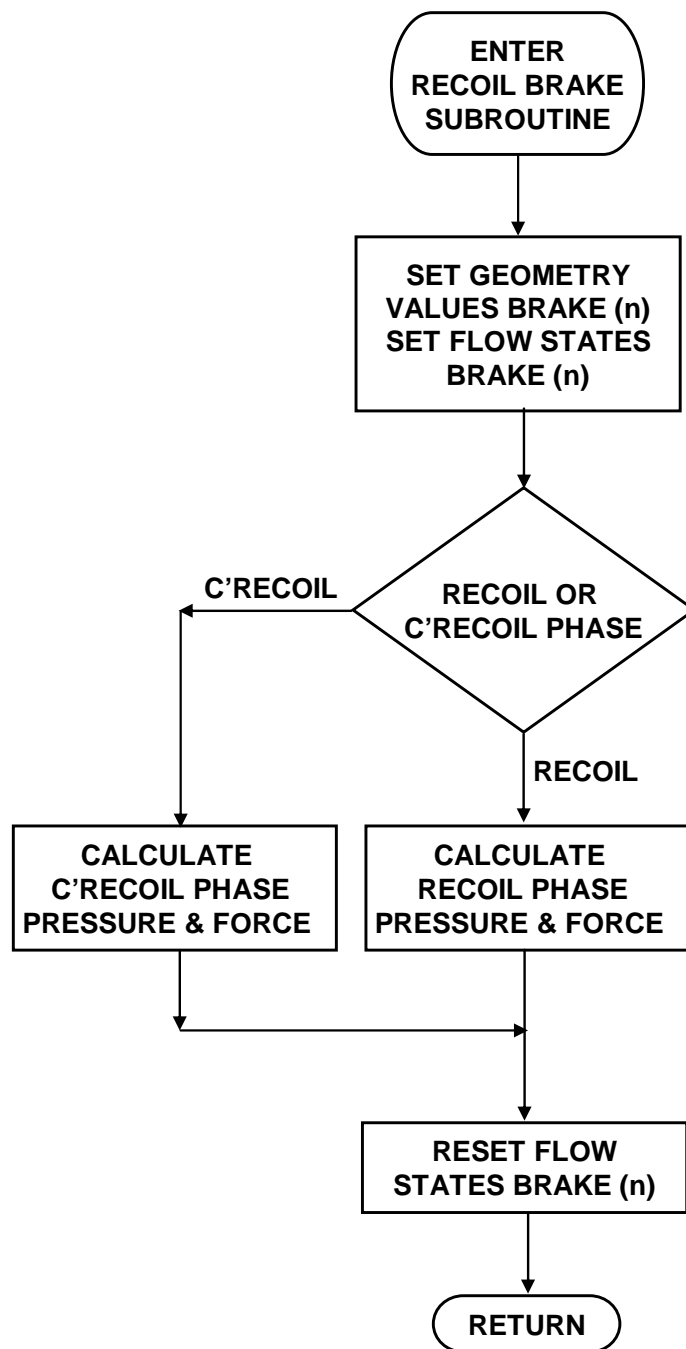 ENTER
RECOIL BRAKE
SUBROUTINE
SET GEOMETRY
VALUES BRAKE (n)
SET FLOW STATES
BRAKE (n)
C’RECOIL
RECOIL OR
C’RECOIL PHASE
RECOIL
CALCULATE
C’RECOIL PHASE
PRESSURE & FORCE
CALCULATE
RECOIL PHASE
PRESSURE & FORCE
RESET FLOW
STATES BRAKE (n)
RETURN